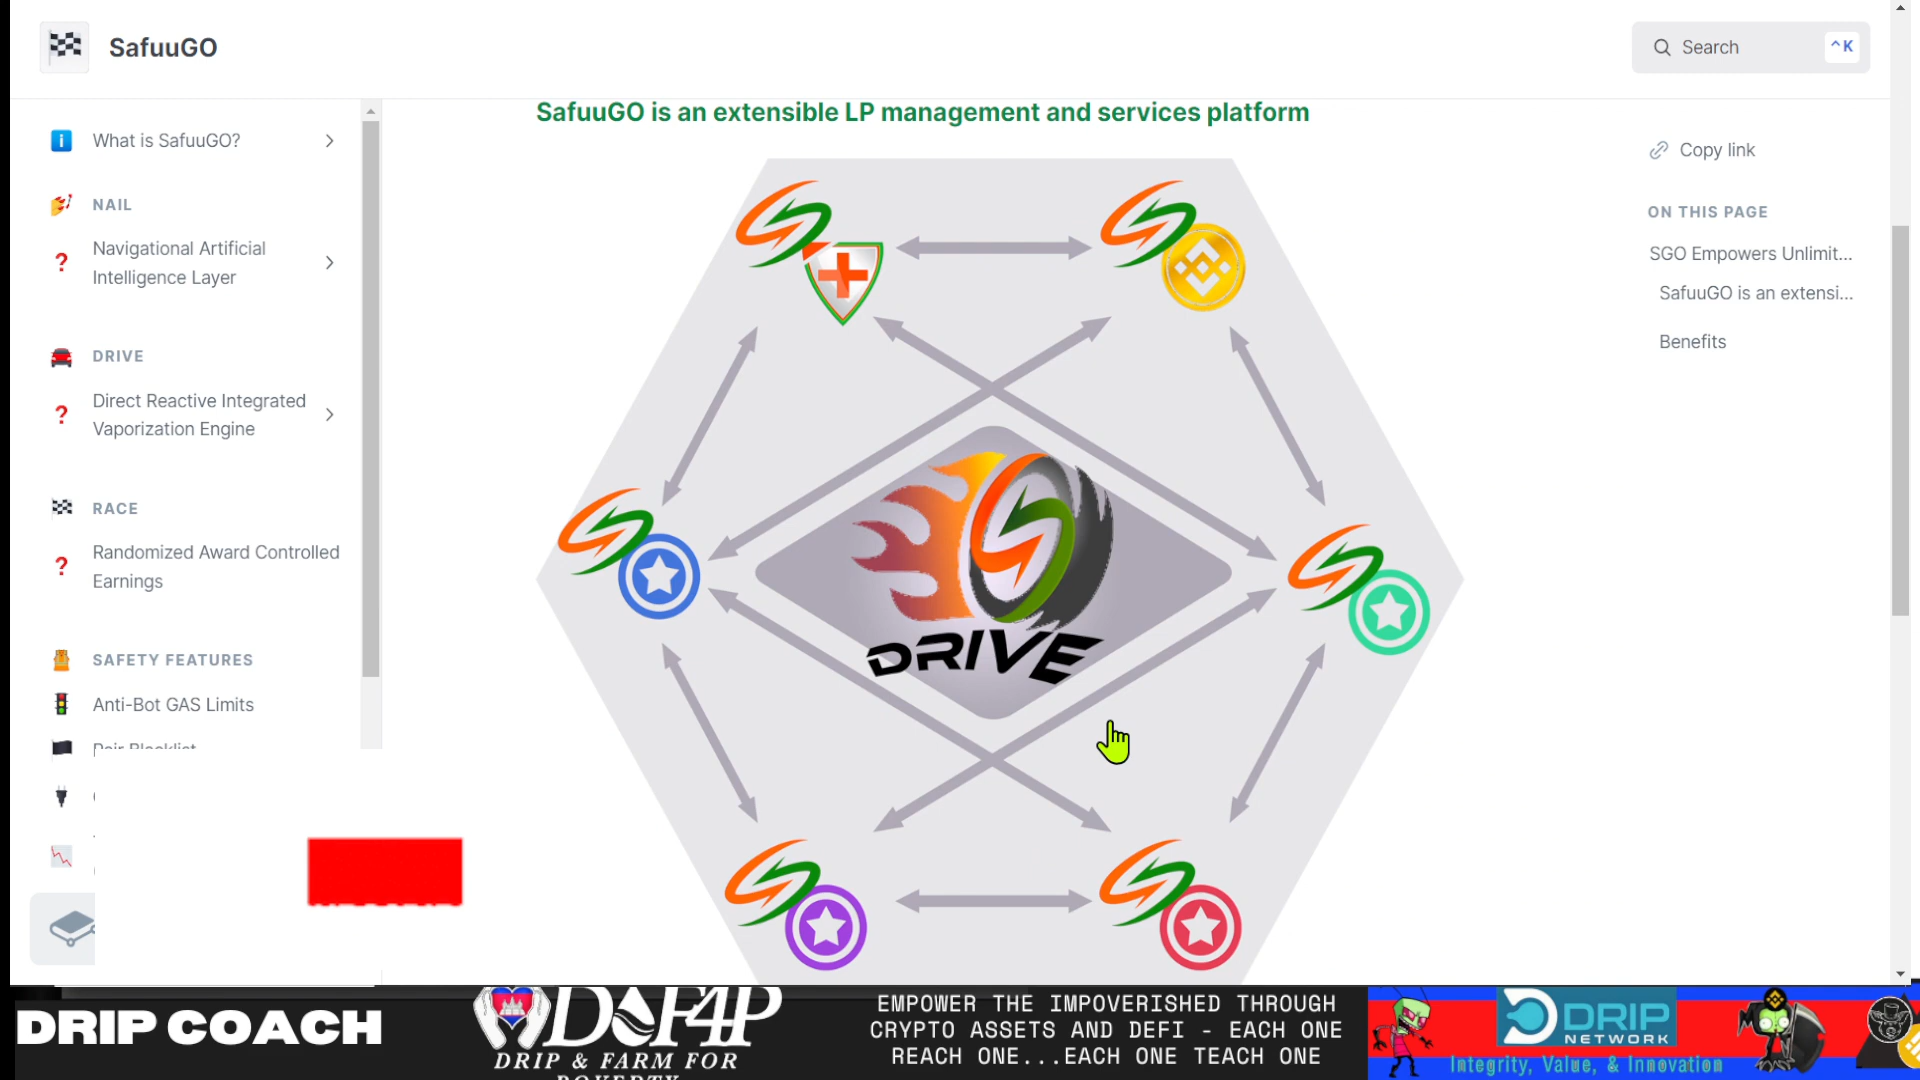 SafuuGO
Search
^K
What is SafuuGO?
NAIL
Navigational Artificial
Intelligence Layer
DRIVE
Direct Reactive Integrated
Vaporization Engine
RACE
Randomized Award Controlled
Earnings
SAFETY FEATURES
Anti-Bot GAS Limits
SafuuGO is an extensible LP management and services platform
DRIVE
Copy link
ON THIS PAGE
SGO Empowers Unlimit...
SafuuGO is an extensi...
Benefits
DRIP COACH
DAF4P
DRIP & FARM FOR
POVERTY
EMPOWER THE IMPOVERISHED THROUGH
CRYPTO ASSETS AND DEFI - EACH ONE
REACH ONE...EACH ONE TEACH ONE
DRIP
NETWORK
Integrity, Value, & Innovation